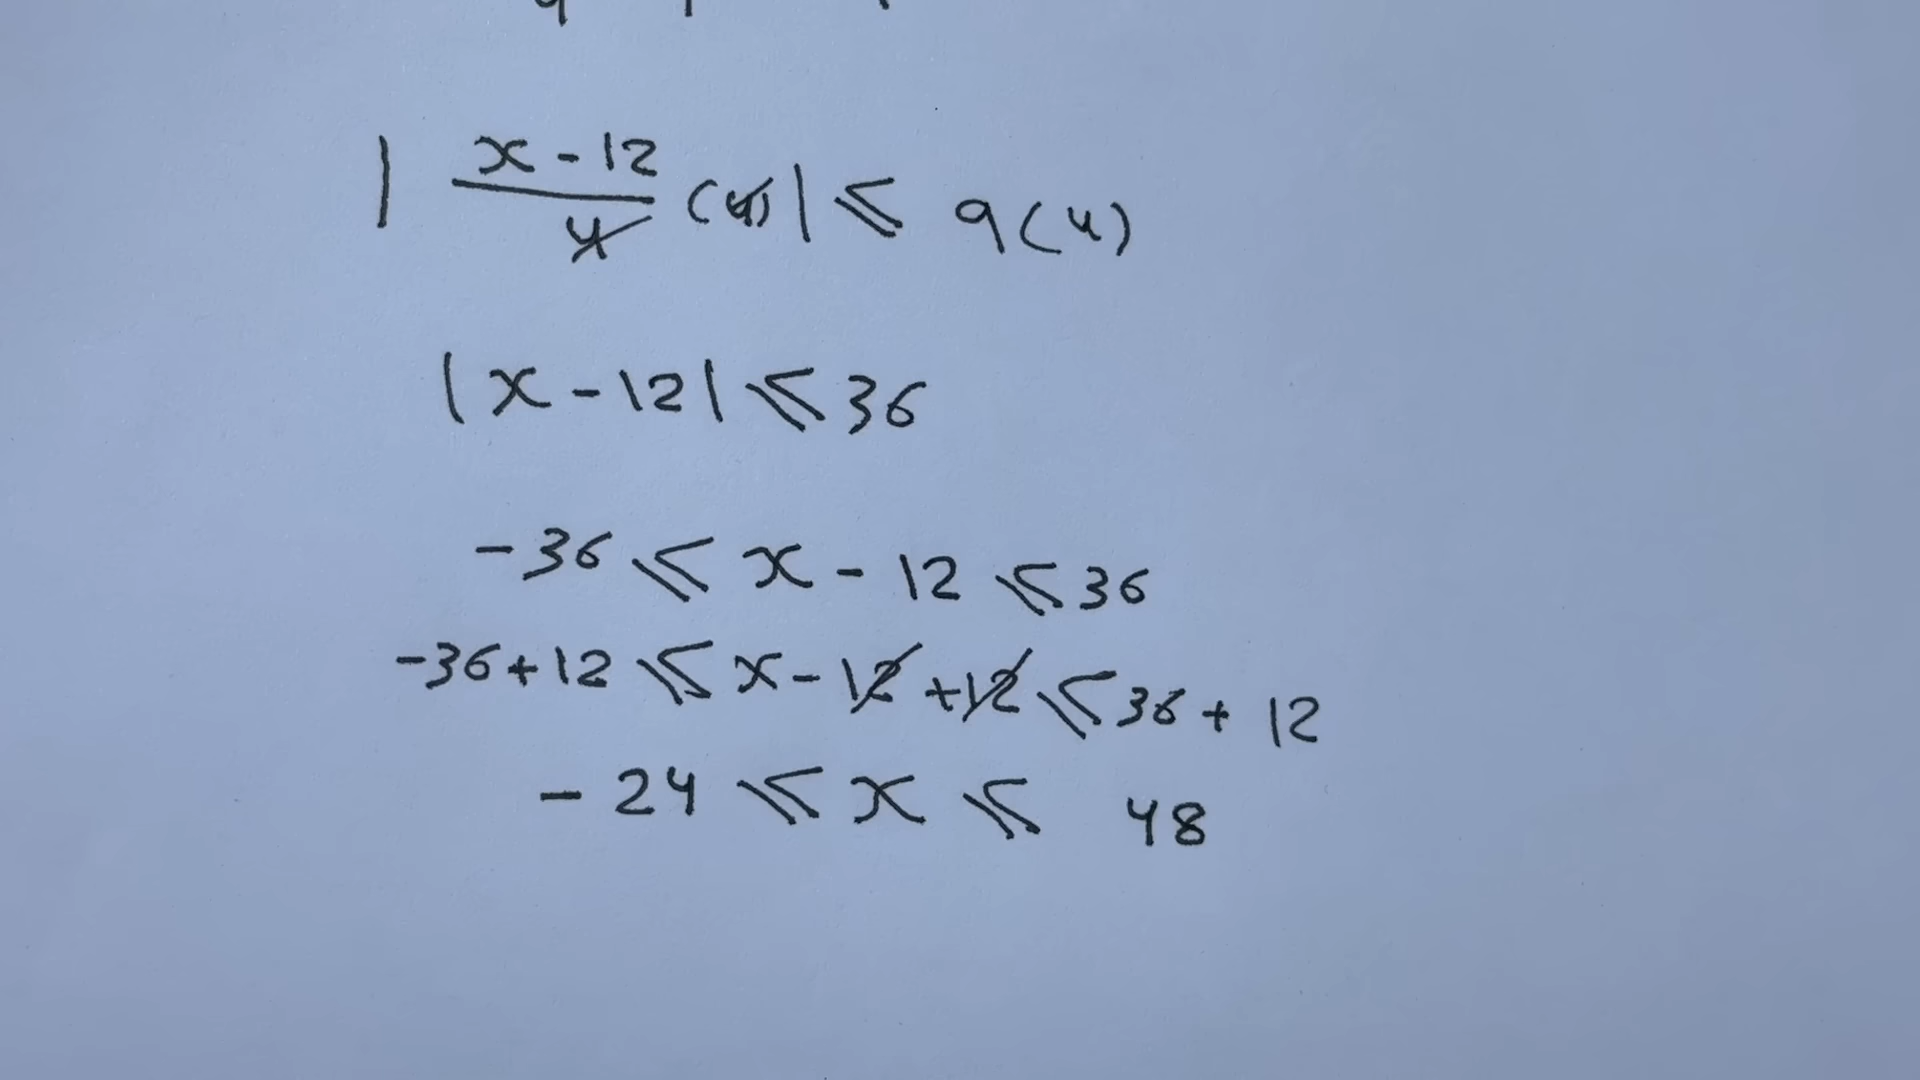 | x - 12 / 4 (4) | ≤ 9(4)
|x - 12| ≤ 36
-36 ≤ x - 12 ≤ 36
-36+12 ≤ x - 12 + 12 ≤ 36 + 12
- 24 ≤ x ≤ 48